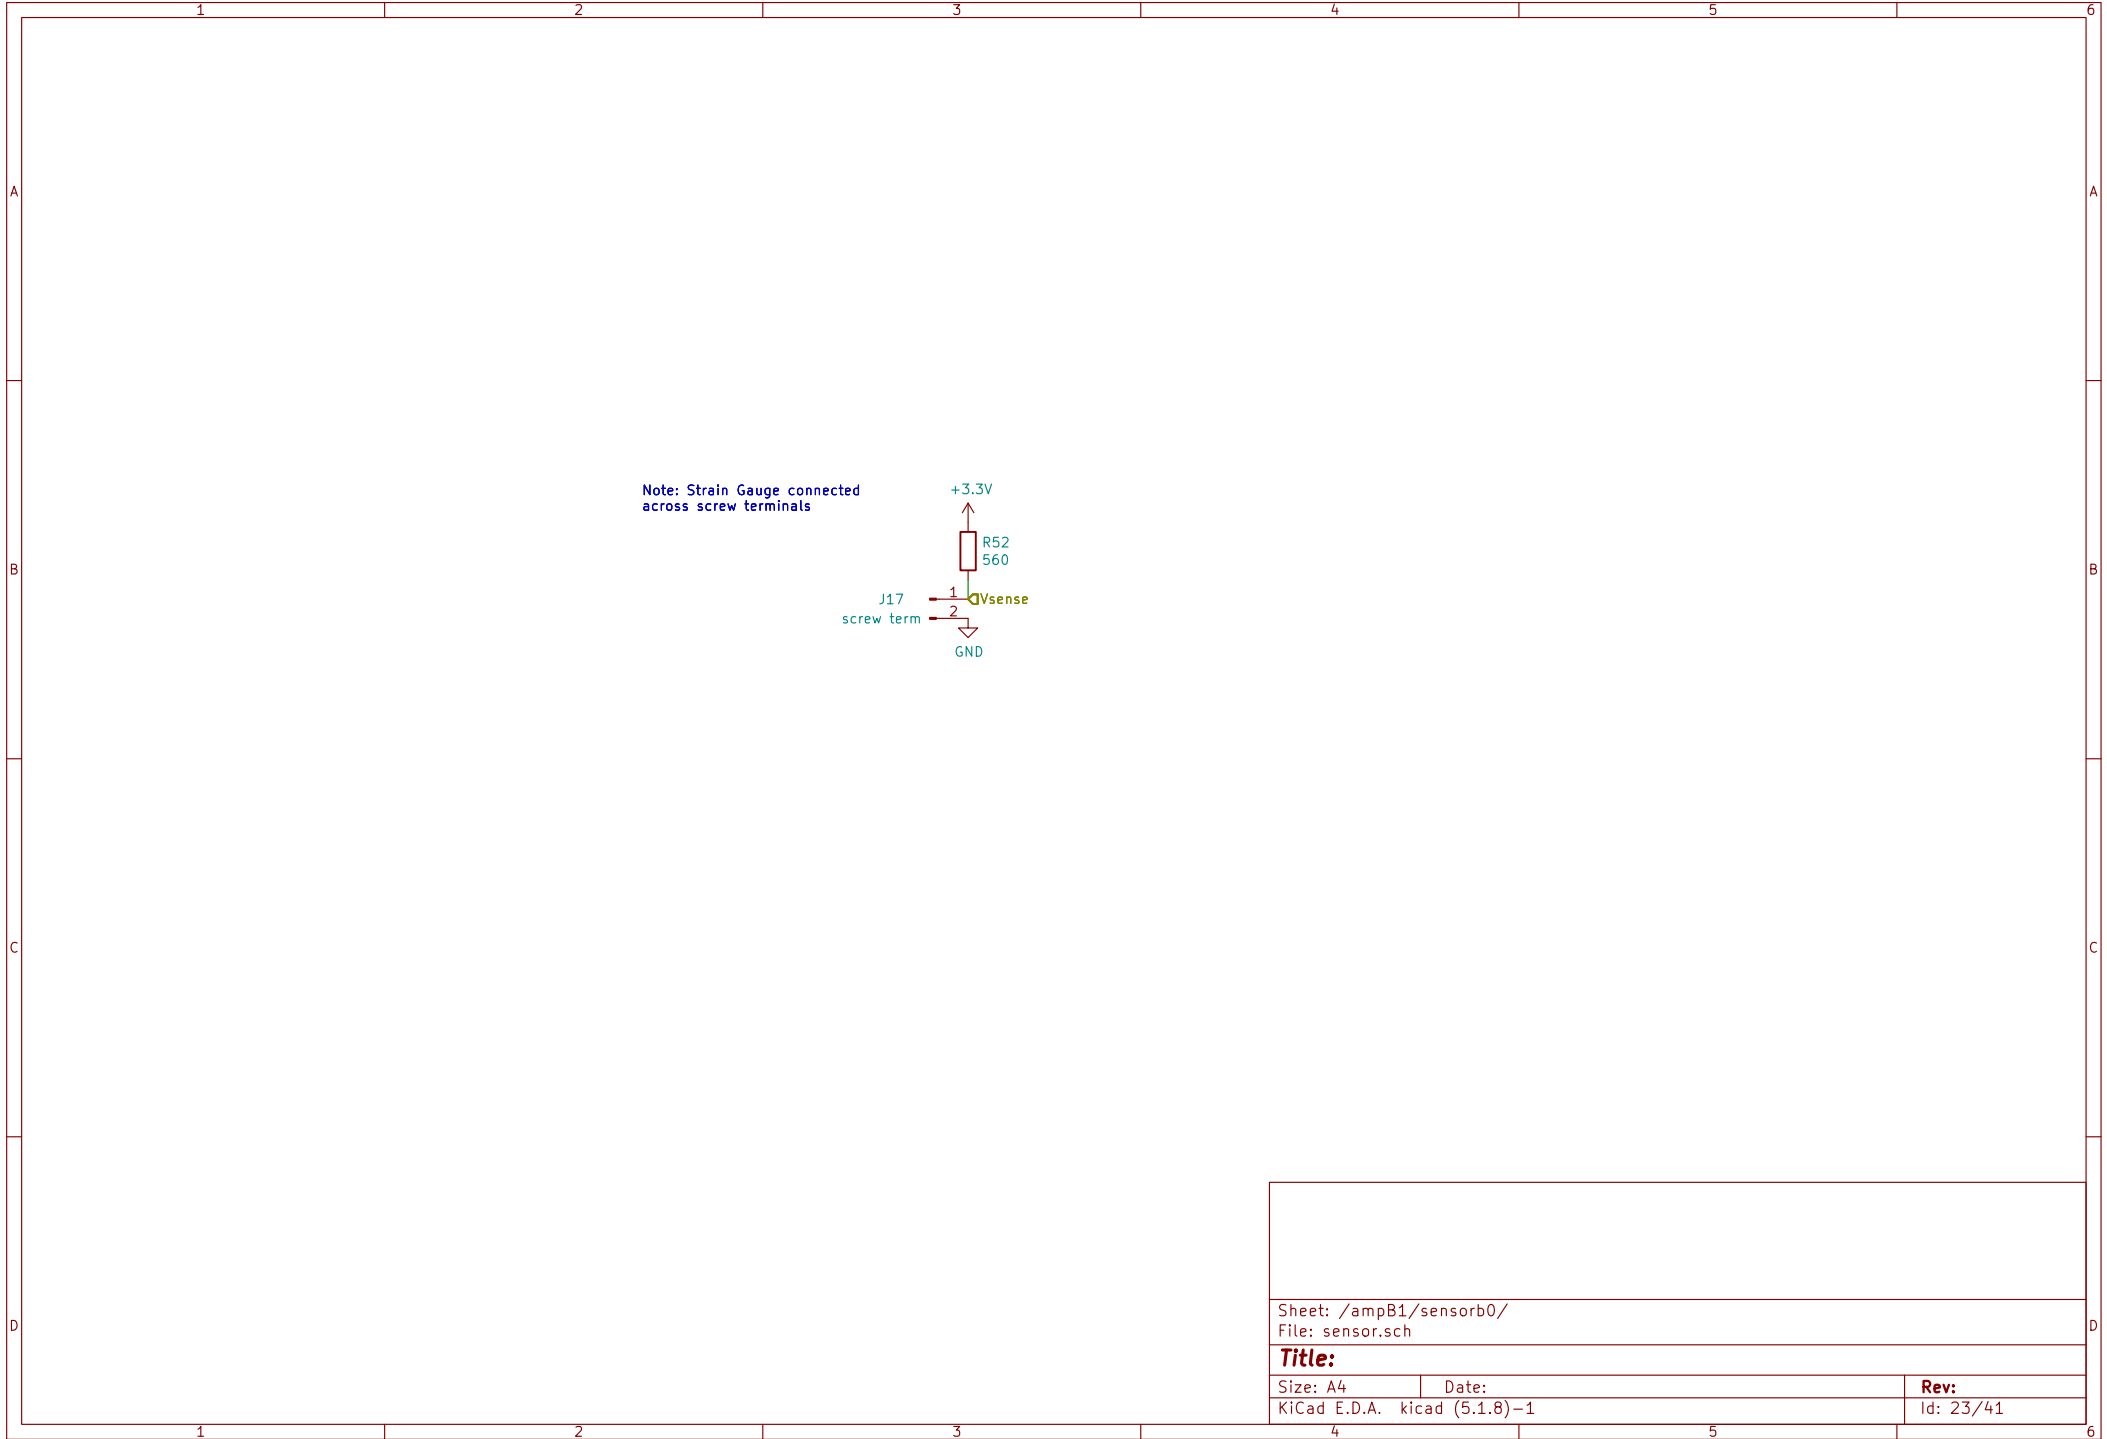 1 2 3 4 5 6
A A
Note: Strain Gauge connected
across screw terminals
+3.3V
R52
560
B B
J17 1 Vsense
screw term 2
GND
C C
Sheet: /ampB1/sensorb0/
File: sensor.sch
D D
Title:
Size: A4 Date: Rev:
KiCad E.D.A. kicad (5.1.8)-1 Id: 23/41
1 2 3 4 5 6